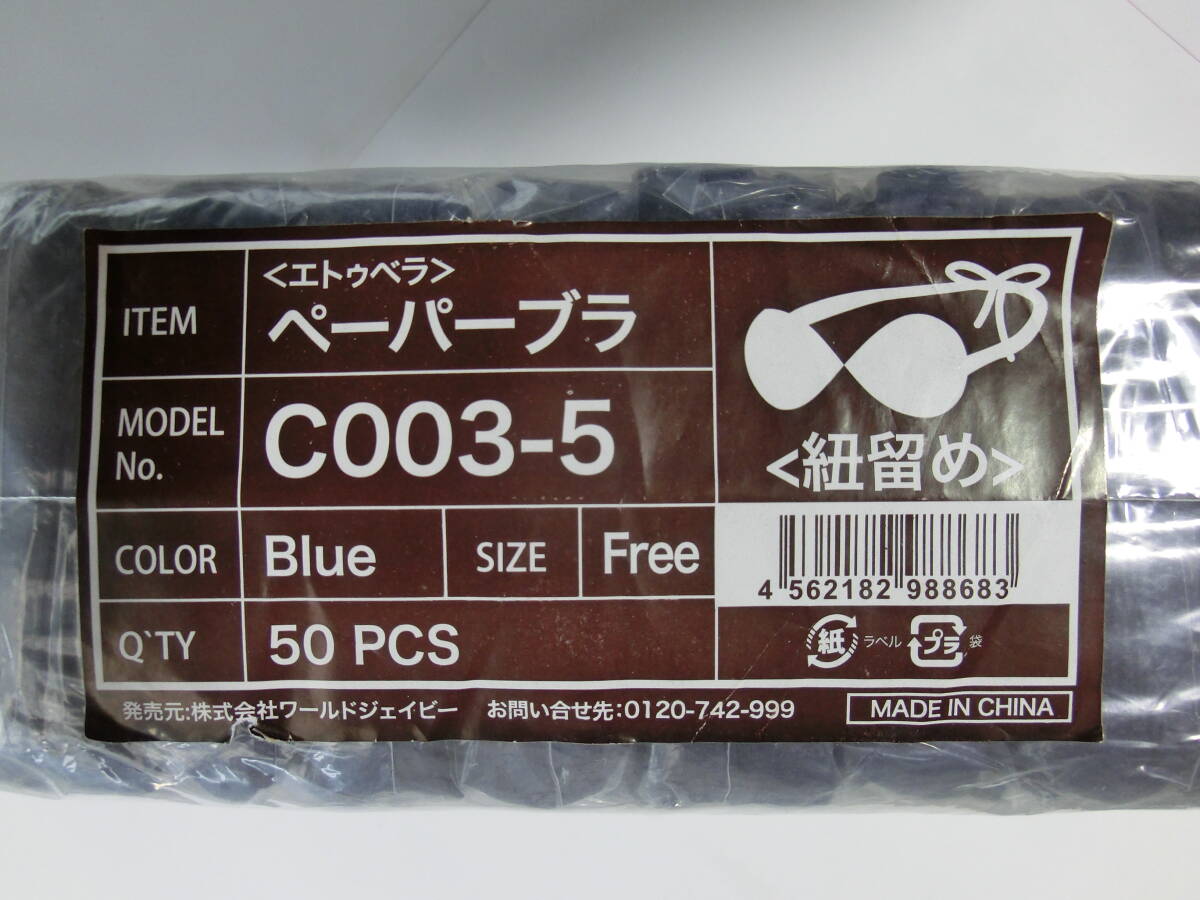 ITEM
<エトゥベラ>
ペーパーブラ
MODEL
No.
C003-5
<紐留め>
COLOR
Blue
SIZE
Free
4 562182 988683
Q`TY
50 PCS
紙 ラベル プラ 袋
発売元:株式会社ワールドジェイビー お問い合せ先:0120-742-999
MADE IN CHINA